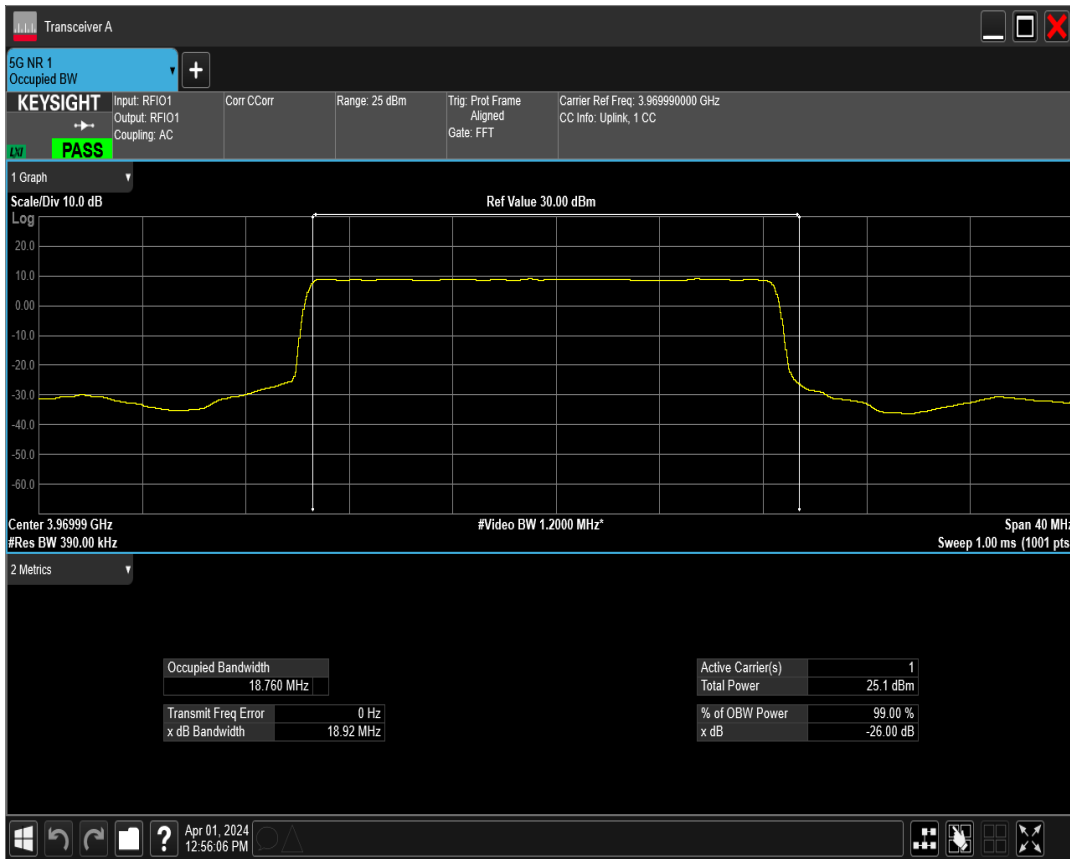 Transceiver A
5G NR 1
Occupied BW
KEYSIGHT
LXI
PASS
Input: RFIO1
Output: RFIO1
Coupling: AC
Corr CCorr
Range: 25 dBm
Trig: Prot Frame
Aligned
Gate: FFT
Carrier Ref Freq: 3.969990000 GHz
CC Info: Uplink, 1 CC
1 Graph
Scale/Div 10.0 dB
Ref Value 30.00 dBm
Log
20.0
10.0
0.00
-10.0
-20.0
-30.0
-40.0
-50.0
-60.0
Center 3.96999 GHz
#Video BW 1.2000 MHz*
Span 40 MHz
#Res BW 390.00 kHz
Sweep 1.00 ms (1001 pts
2 Metrics
Occupied Bandwidth
18.760 MHz
Transmit Freq Error 0 Hz
x dB Bandwidth 18.92 MHz
Active Carrier(s) 1
Total Power 25.1 dBm
% of OBW Power 99.00 %
x dB -26.00 dB
?
Apr 01, 2024
12:56:06 PM